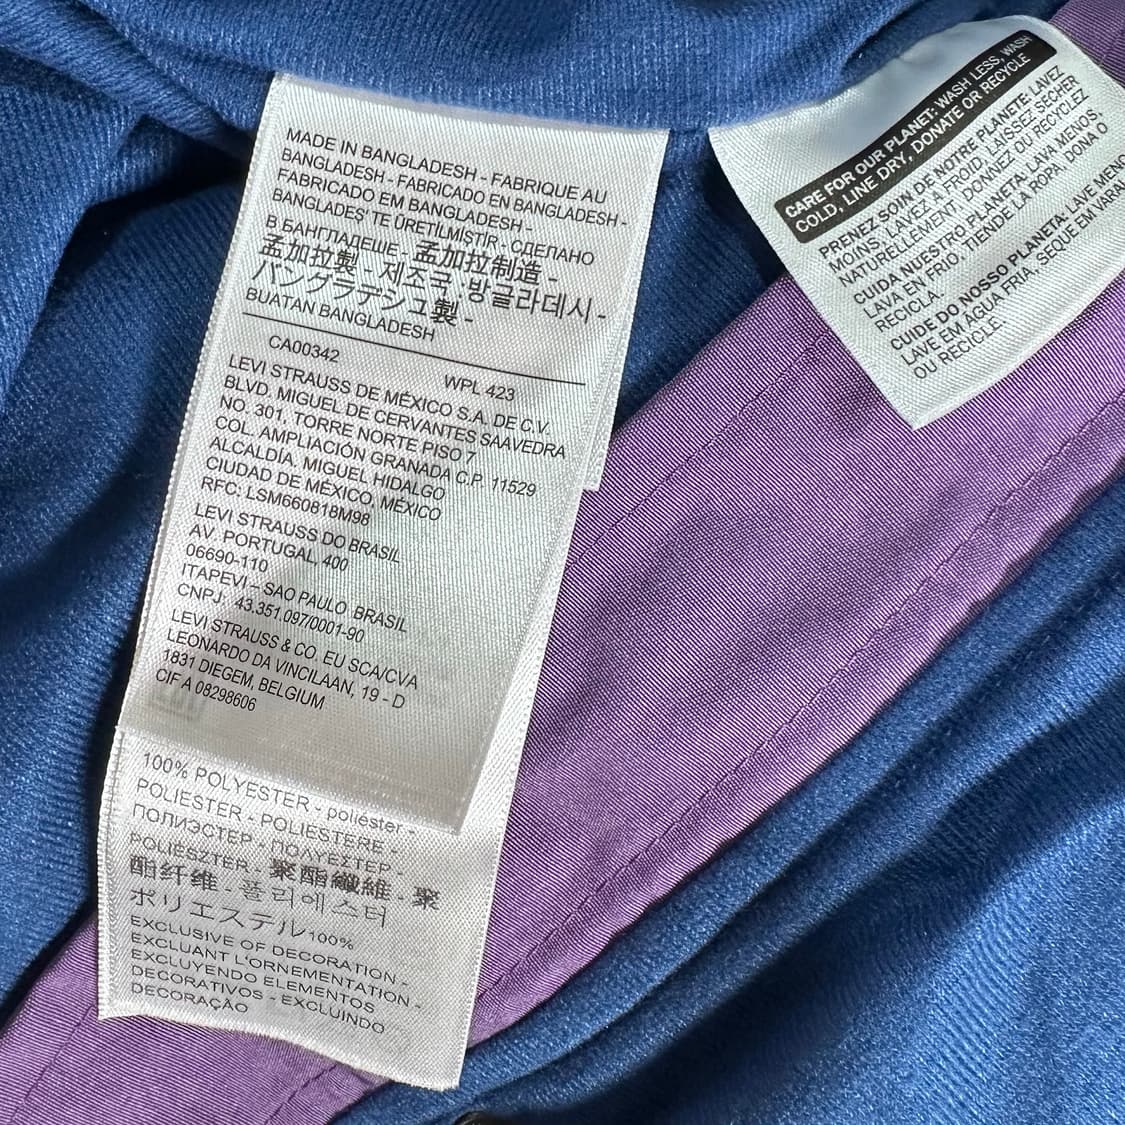 MADE IN BANGLADESH - FABRIQUE AU
BANGLADESH - FABRICADO EN BANGLADESH -
FABRICADO EM BANGLADESH -
BANGLADEŞ' TE ÜRETİLMİŞTİR - СДЕЛАНО
В БАНГЛАДЕШЕ - 孟加拉制造 -
孟加拉製 - 제조국, 방글라데시 -
バングラデシュ製 -
BUATAN BANGLADESH
CA00342 WPL 423
LEVI STRAUSS DE MÉXICO S.A. DE C.V.
BLVD. MIGUEL DE CERVANTES SAAVEDRA
NO. 301, TORRE NORTE PISO 7
COL. AMPLIACIÓN GRANADA C.P. 11529
ALCALDÍA, MIGUEL HIDALGO
CIUDAD DE MÉXICO, MÉXICO
RFC: LSM660818M98
LEVI STRAUSS DO BRASIL
AV. PORTUGAL, 400
06690-110
ITAPEVI – SAO PAULO BRASIL
CNPJ: 43.351.097/0001-90
LEVI STRAUSS & CO. EU SCA/CVA
LEONARDO DA VINCILAAN, 19 - D
1831 DIEGEM, BELGIUM
CIF A 08298606
100% POLYESTER - poliéster -
POLIESTER - POLIESTERE -
ПОЛИЭСТЕР - ΠΟΛΥΕΣΤΕΡ -
POLIESZTER - 聚酯纖維 - 聚
酯纤维 - 폴리에스터
ポリエステル100%
EXCLUSIVE OF DECORATION -
EXCLUANT L'ORNEMENTATION -
EXCLUYENDO ELEMENTOS
DECORATIVOS - EXCLUINDO
DECORAÇÃO
CARE FOR OUR PLANET: WASH LESS, WASH
COLD, LINE DRY, DONATE OR RECYCLE
PRENEZ SOIN DE NOTRE PLANÈTE: LAVEZ
MOINS, LAVEZ À FROID, LAISSEZ SÉCHER
NATURELLEMENT, DONNEZ OU RECYCLEZ
CUIDA NUESTRO PLANETA: LAVA MENOS,
LAVA EN FRÍO, TIENDE LA ROPA, DONA O
RECICLA.
CUIDE DO NOSSO PLANETA: LAVE
LAVE EM AGUA FRIA, SEQUE EM
OU RECICLE.